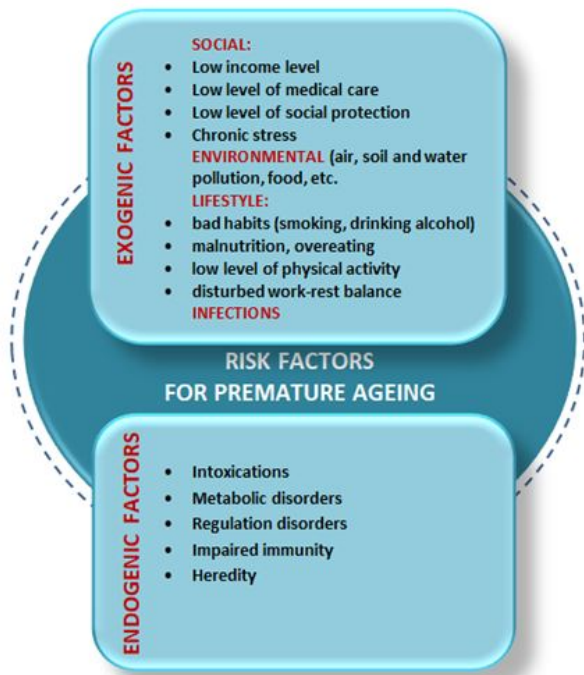 EXOGENIC FACTORS
SOCIAL:
• Low income level
• Low level of medical care
• Low level of social protection
• Chronic stress
ENVIRONMENTAL (air, soil and water
pollution, food, etc.
LIFESTYLE:
• bad habits (smoking, drinking alcohol)
• malnutrition, overeating
• low level of physical activity
• disturbed work-rest balance
INFECTIONS
RISK FACTORS
FOR PREMATURE AGEING
ENDOGENIC FACTORS
• Intoxications
• Metabolic disorders
• Regulation disorders
• Impaired immunity
• Heredity